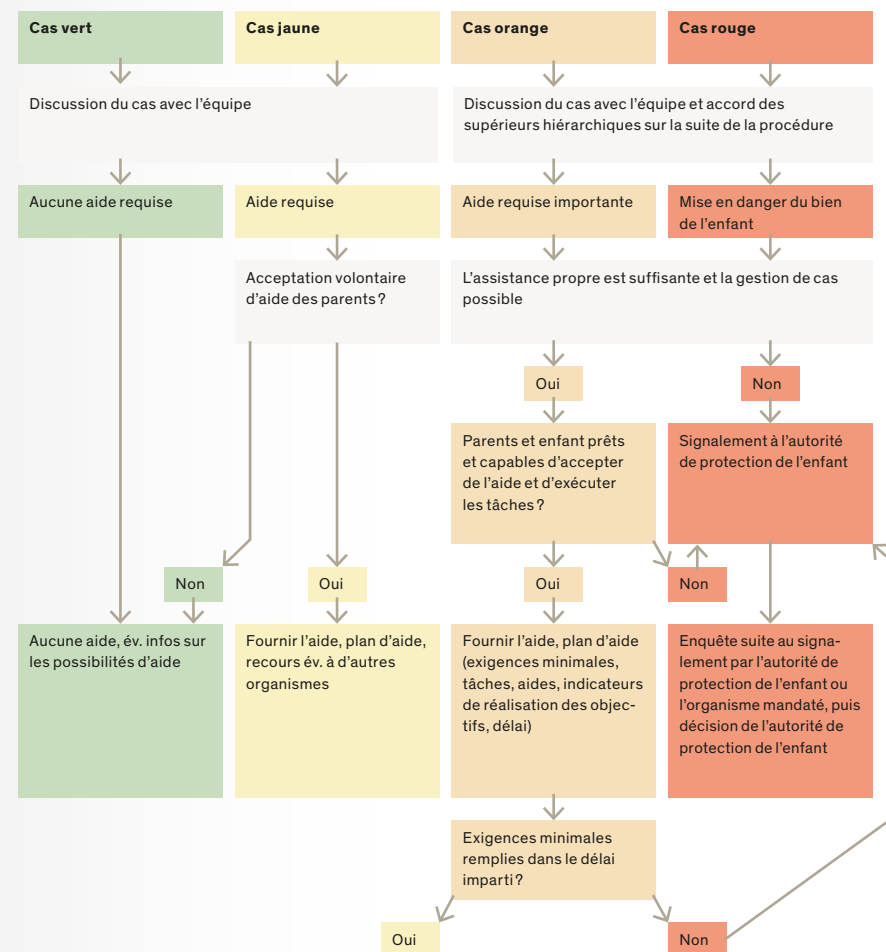 Cas vert
Cas jaune
Cas orange
Cas rouge
Discussion du cas avec l'équipe
Discussion du cas avec l'équipe et accord des
supérieurs hiérarchiques sur la suite de la procédure
Aucune aide requise
Aide requise
Aide requise importante
Mise en danger du bien
de l'enfant
Acceptation volontaire
d'aide des parents ?
L'assistance propre est suffisante et la gestion de cas
possible
Oui
Non
Parents et enfant prêts
et capables d'accepter
de l'aide et d'exécuter
les tâches ?
Signalement à l'autorité
de protection de l'enfant
Non
Oui
Oui
Non
Aucune aide, év. infos sur
les possibilités d'aide
Fournir l'aide, plan d'aide,
recours év. à d'autres
organismes
Fournir l'aide, plan d'aide
(exigences minimales,
tâches, aides, indicateurs
de réalisation des objec-
tifs, délai)
Enquête suite au signa-
lement par l'autorité de
protection de l'enfant ou
l'organisme mandaté, puis
décision de l'autorité de
protection de l'enfant
Exigences minimales
remplies dans le délai
imparti ?
Oui
Non